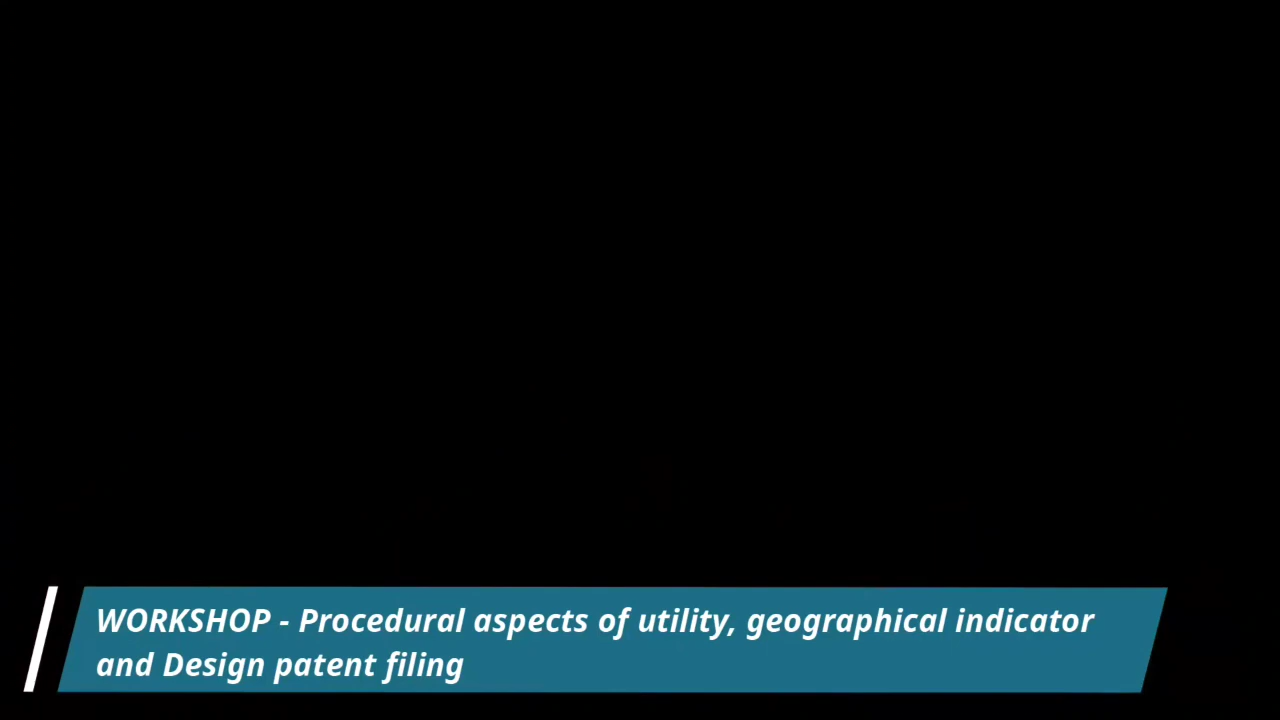 WORKSHOP - Procedural aspects of utility, geographical indicator
and Design patent filing